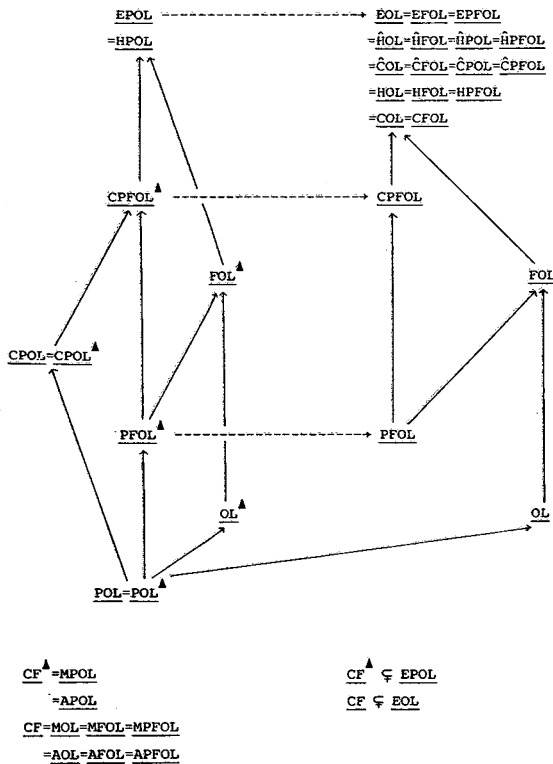 EPOL
=HPOL
EOL=EFOL=EPFOL
=ĤOL=ĤFOL=ĤPOL=ĤPFOL
=ĈOL=ĈFOL=ĈPOL=ĈPFOL
=HOL=HFOL=HPFOL
=COL=CFOL
CPFOL▲
CPFOL
FOL▲
FOL
CPOL=CPOL▲
PFOL▲
PFOL
OL▲
OL
POL=POL▲
CF▲=MPOL
=APOL
CF=MOL=MFOL=MPFOL
=AOL=AFOL=APFOL
CF▲ ⊊ EPOL
CF ⊊ EOL